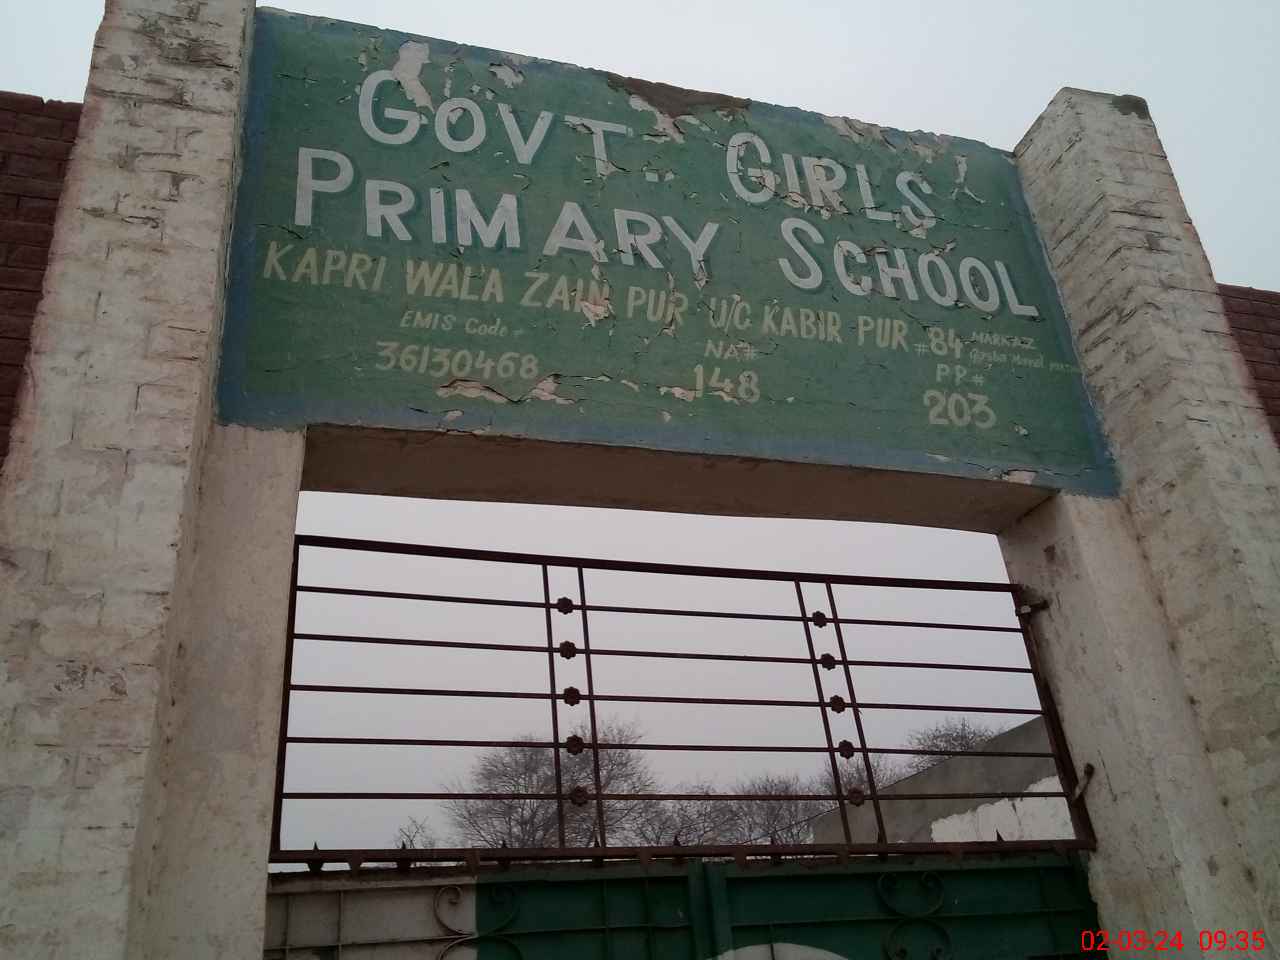 GOVT. GIRLS
PRIMARY SCHOOL
KAPRI WALA ZAIN PUR U/C KABIR PUR #84 MARKAZ
EMIS Code
36130468
NA#
148
PP#
203
02-03-24 09:35